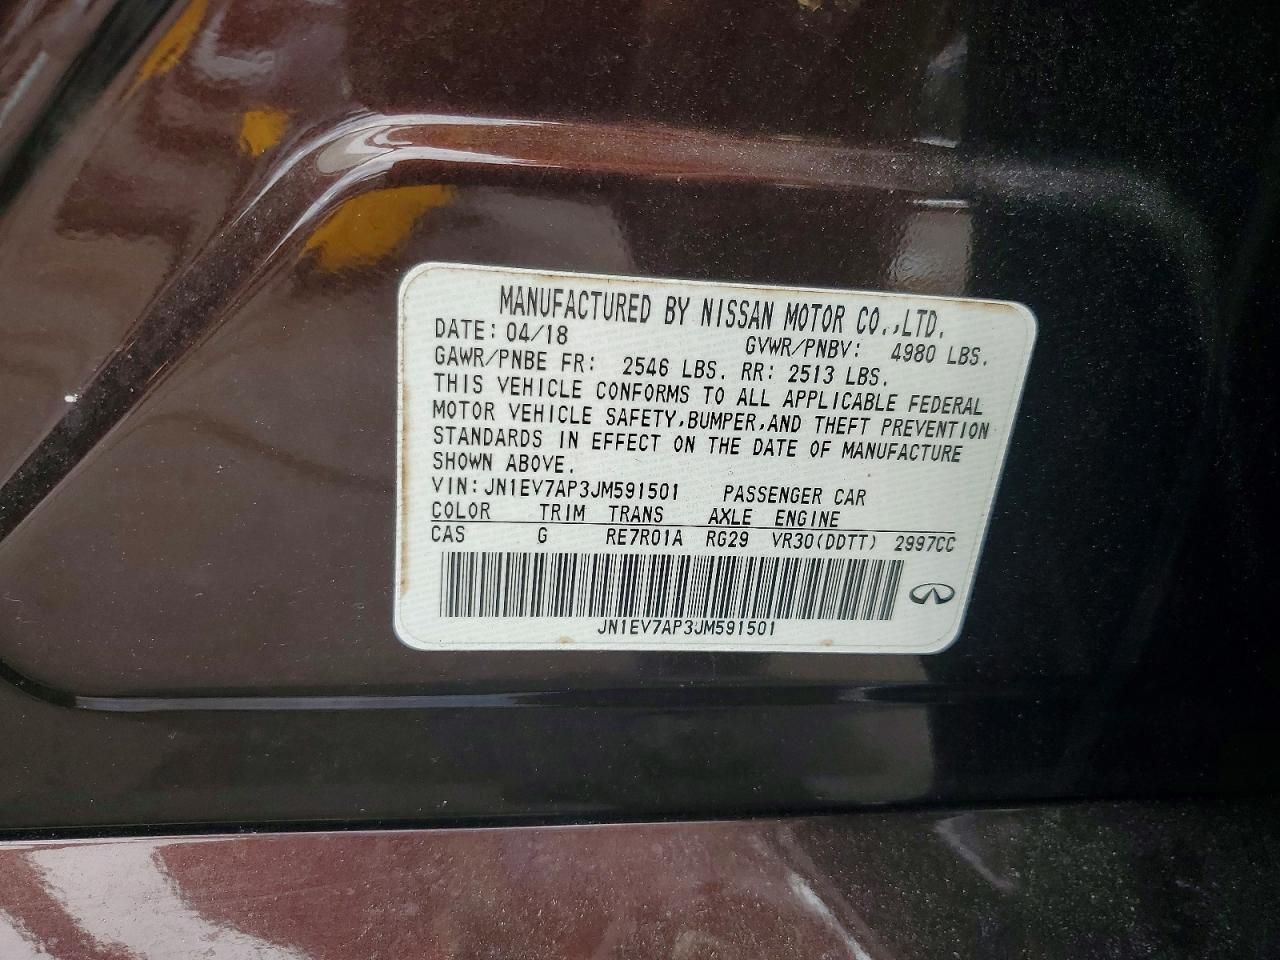 MANUFACTURED BY NISSAN MOTOR CO.,LTD.
DATE: 04/18 GVWR/PNBV: 4980 LBS.
GAWR/PNBE FR: 2546 LBS. RR: 2513 LBS.
THIS VEHICLE CONFORMS TO ALL APPLICABLE FEDERAL
MOTOR VEHICLE SAFETY,BUMPER,AND THEFT PREVENTION
STANDARDS IN EFFECT ON THE DATE OF MANUFACTURE
SHOWN ABOVE.
VIN: JN1EV7AP3JM591501 PASSENGER CAR
COLOR TRIM TRANS AXLE ENGINE
CAS G RE7R01A RG29 VR30(DDTT) 2997CC
JN1EV7AP3JM591501